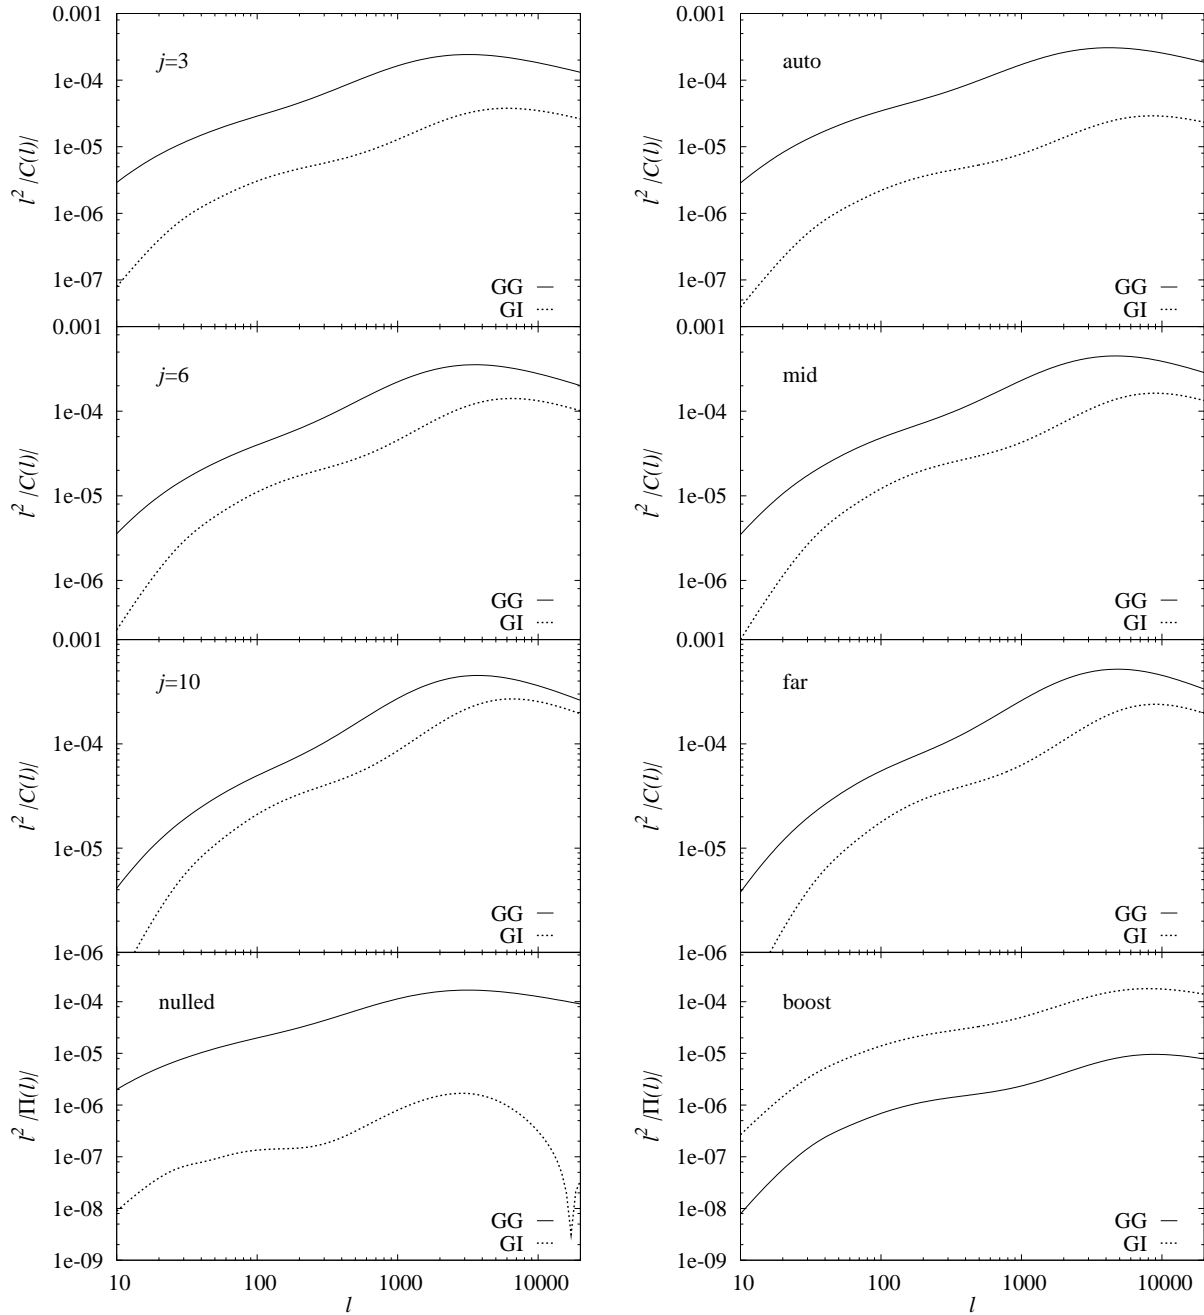 0.001
1e-04
1e-05
1e-06
1e-07
l² |C(l)|
j=3
GG
GI
0.001
1e-04
1e-05
1e-06
l² |C(l)|
j=6
GG
GI
0.001
1e-04
1e-05
1e-06
l² |C(l)|
j=10
GG
GI
1e-04
1e-05
1e-06
1e-07
1e-08
1e-09
l² |Π(l)|
nulled
GG
GI
10 100 1000 10000
l
0.001
1e-04
1e-05
1e-06
1e-07
l² |C(l)|
auto
GG
GI
0.001
1e-04
1e-05
1e-06
l² |C(l)|
mid
GG
GI
0.001
1e-04
1e-05
1e-06
l² |C(l)|
far
GG
GI
1e-04
1e-05
1e-06
1e-07
1e-08
1e-09
l² |Π(l)|
boost
GG
GI
10 100 1000 10000
l